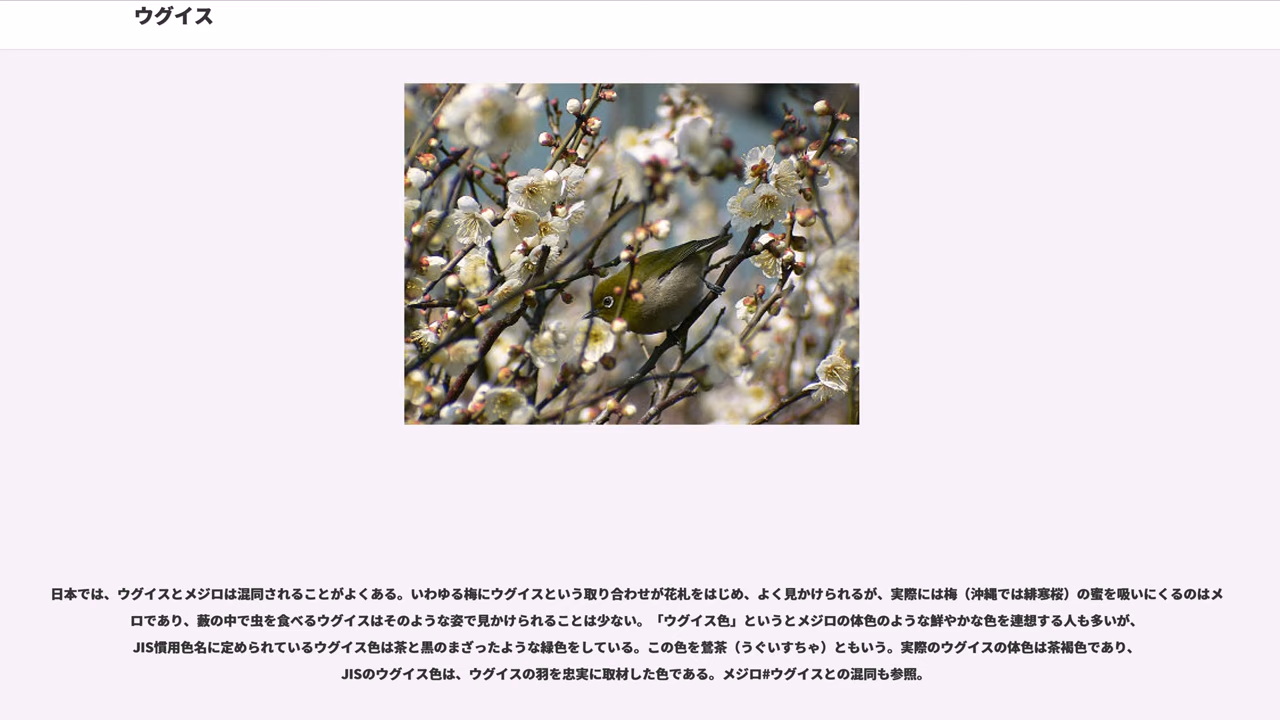 ウグイス
日本では、ウグイスとメジロは混同されることがよくある。いわゆる梅にウグイスという取り合わせが花札をはじめ、よく見かけられるが、実際には梅（沖縄では緋寒桜）の蜜を吸いにくるのはメ
ロであり、藪の中で虫を食べるウグイスはそのような姿で見かけられることは少ない。「ウグイス色」というとメジロの体色のような鮮やかな色を連想する人も多いが、
JIS慣用色名に定められているウグイス色は茶と黒のまざったような緑色をしている。この色を鶯茶（うぐいすちゃ）ともいう。実際のウグイスの体色は茶褐色であり、
JISのウグイス色は、ウグイスの羽を忠実に取材した色である。メジロ#ウグイスとの混同も参照。